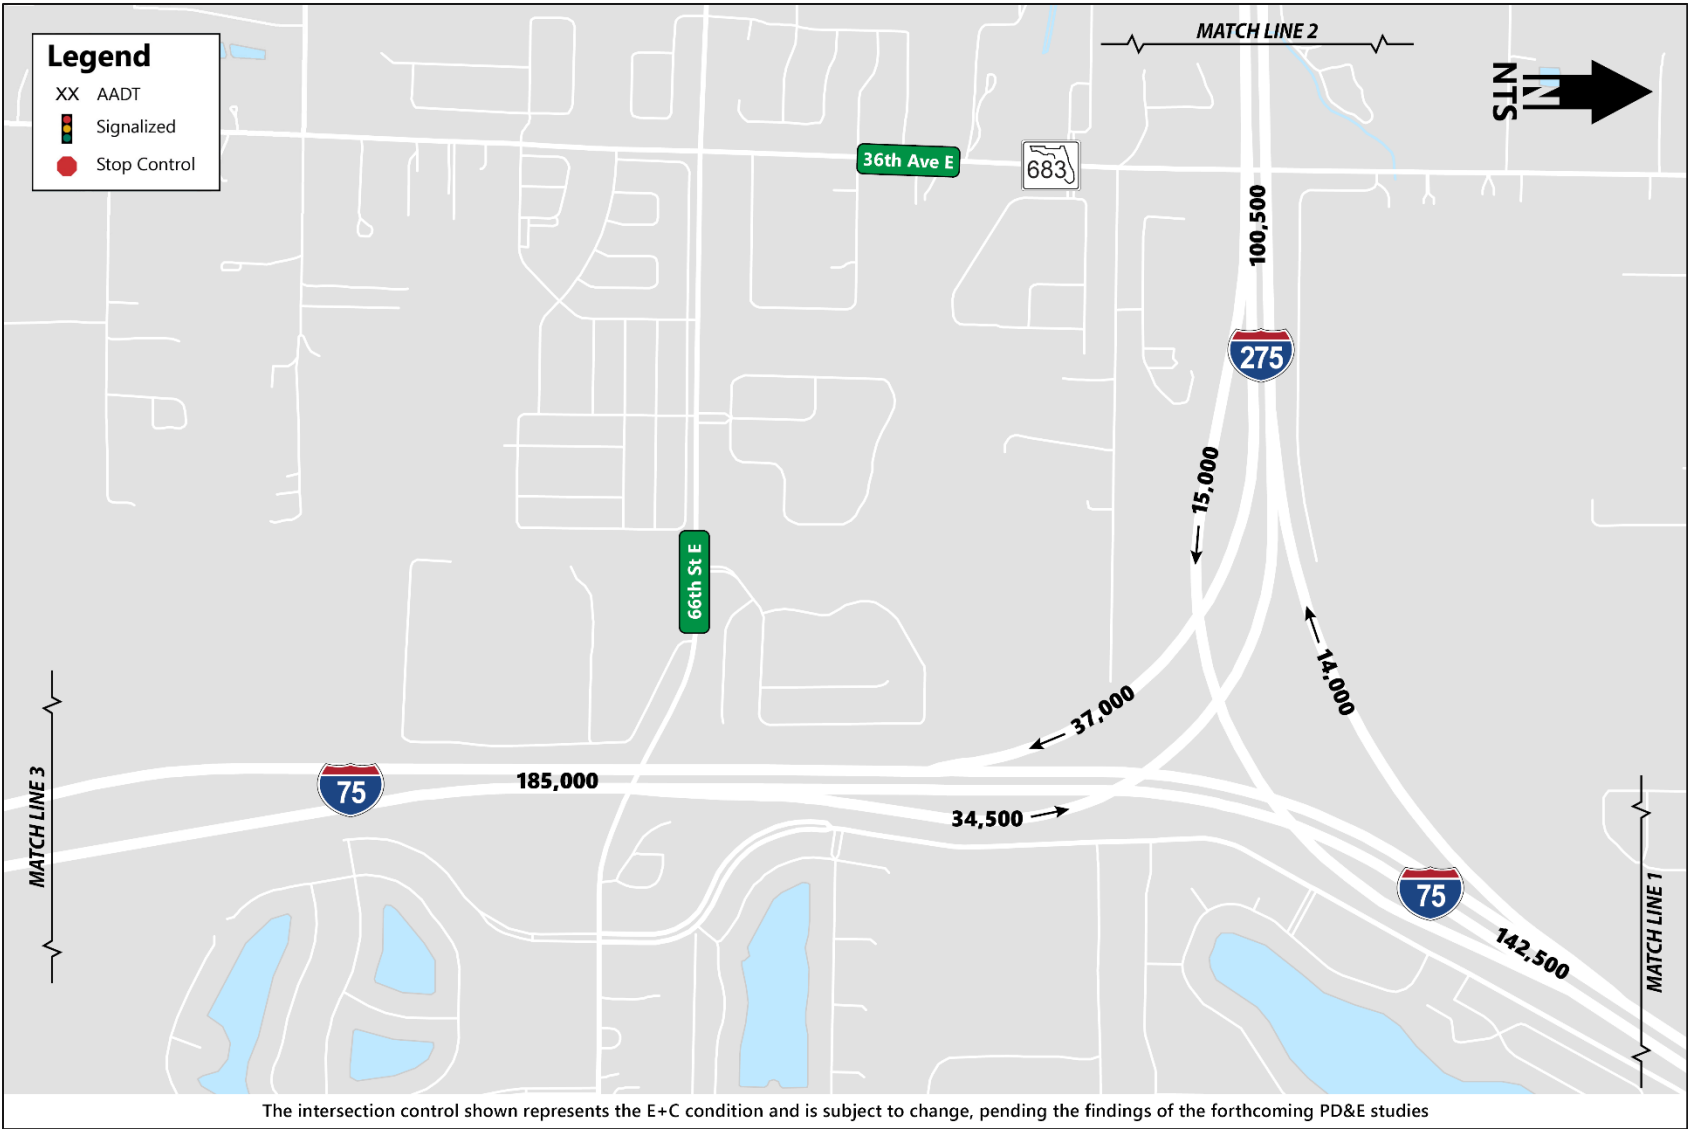 Legend
XX AADT
Signalized
Stop Control
MATCH LINE 2
NTS
N
36th Ave E
683
100,500
275
15,000
66th St E
14,000
37,000
MATCH LINE 3
75
185,000
34,500
75
142,500
MATCH LINE 1
The intersection control shown represents the E+C condition and is subject to change, pending the findings of the forthcoming PD&E studies